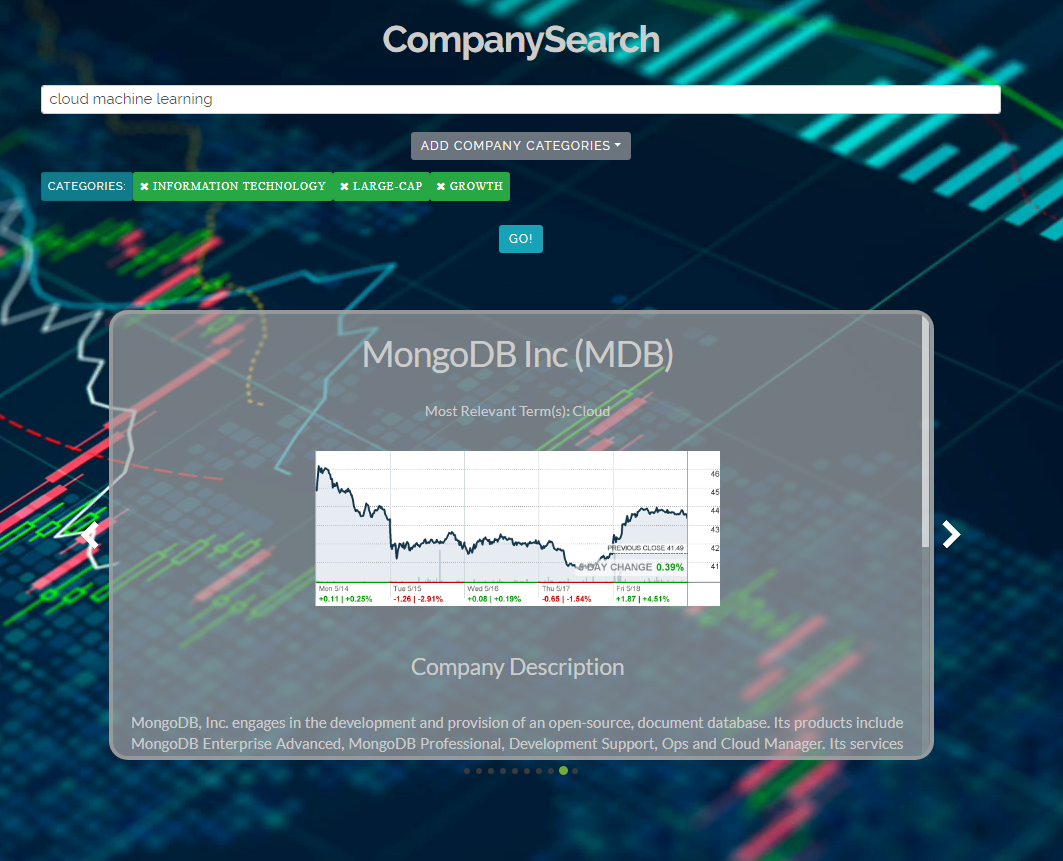 CompanySearch
cloud machine learning
ADD COMPANY CATEGORIES
CATEGORIES: ✖ INFORMATION TECHNOLOGY ✖ LARGE-CAP ✖ GROWTH
GO!
MongoDB Inc (MDB)
Most Relevant Term(s): Cloud
46
45
44
43
42
41
PREVIOUS CLOSE 41.49
5 DAY CHANGE 0.39%
Mon 5/14 Tue 5/15 Wed 5/16 Thu 5/17 Fri 5/18
+0.11 | +0.25% -1.26 | -2.91% +0.08 | +0.19% -0.65 | -1.54% +1.87 | +4.51%
Company Description
MongoDB, Inc. engages in the development and provision of an open-source, document database. Its products include
MongoDB Enterprise Advanced, MongoDB Professional, Development Support, Ops and Cloud Manager. Its services